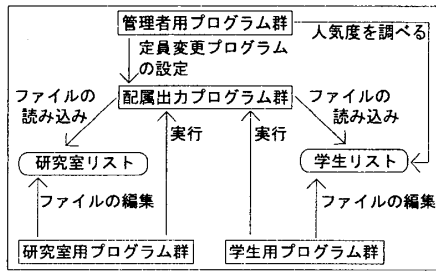 管理者用プログラム群
人気度を調べる
定員変更プログラム
の設定
ファイルの
読み込み
配属出力プログラム群
ファイルの
読み込み
実行
実行
研究室リスト
学生リスト
ファイルの編集
ファイルの編集
研究室用プログラム群
学生用プログラム群